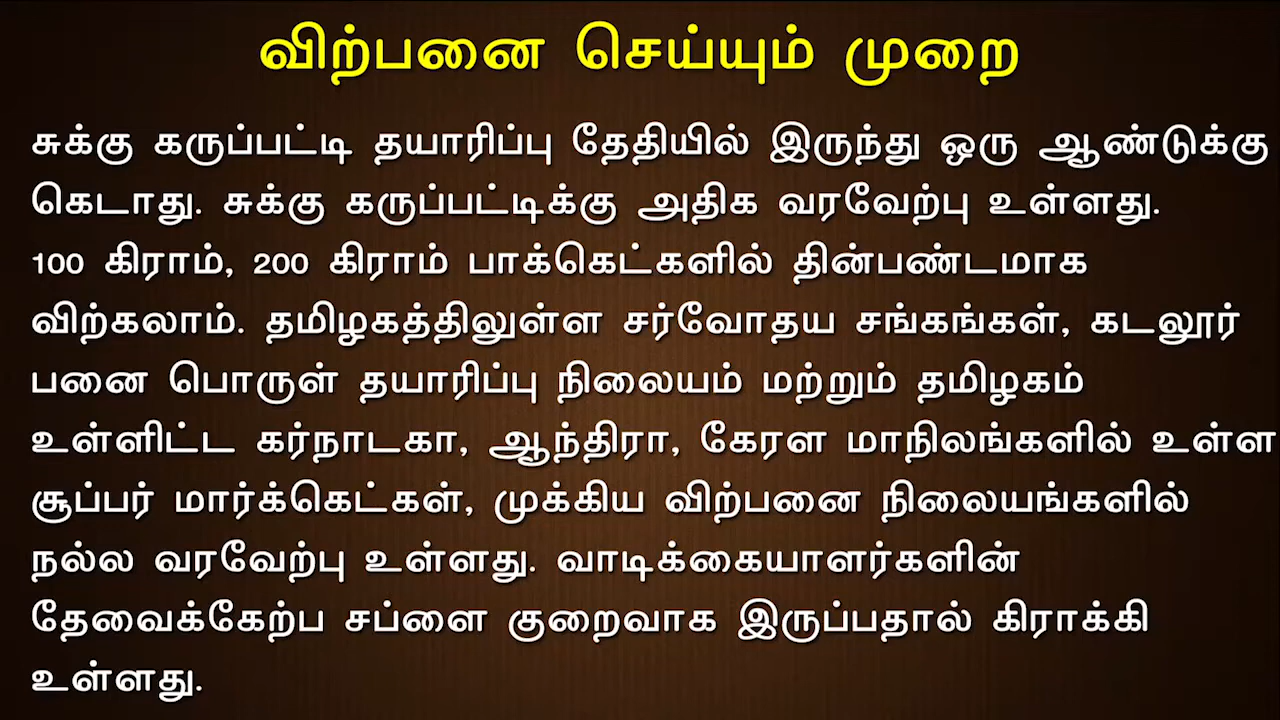 விற்பனை செய்யும் முறை
சுக்கு கருப்பட்டி தயாரிப்பு தேதியில் இருந்து ஒரு ஆண்டுக்கு
கெடாது. சுக்கு கருப்பட்டிக்கு அதிக வரவேற்பு உள்ளது.
100 கிராம், 200 கிராம் பாக்கெட்களில் தின்பண்டமாக
விற்கலாம். தமிழகத்திலுள்ள சர்வோதய சங்கங்கள், கடலூர்
பனை பொருள் தயாரிப்பு நிலையம் மற்றும் தமிழகம்
உள்ளிட்ட கர்நாடகா, ஆந்திரா, கேரள மாநிலங்களில் உள்ள
சூப்பர் மார்க்கெட்கள், முக்கிய விற்பனை நிலையங்களில்
நல்ல வரவேற்பு உள்ளது. வாடிக்கையாளர்களின்
தேவைக்கேற்ப சப்ளை குறைவாக இருப்பதால் கிராக்கி
உள்ளது.